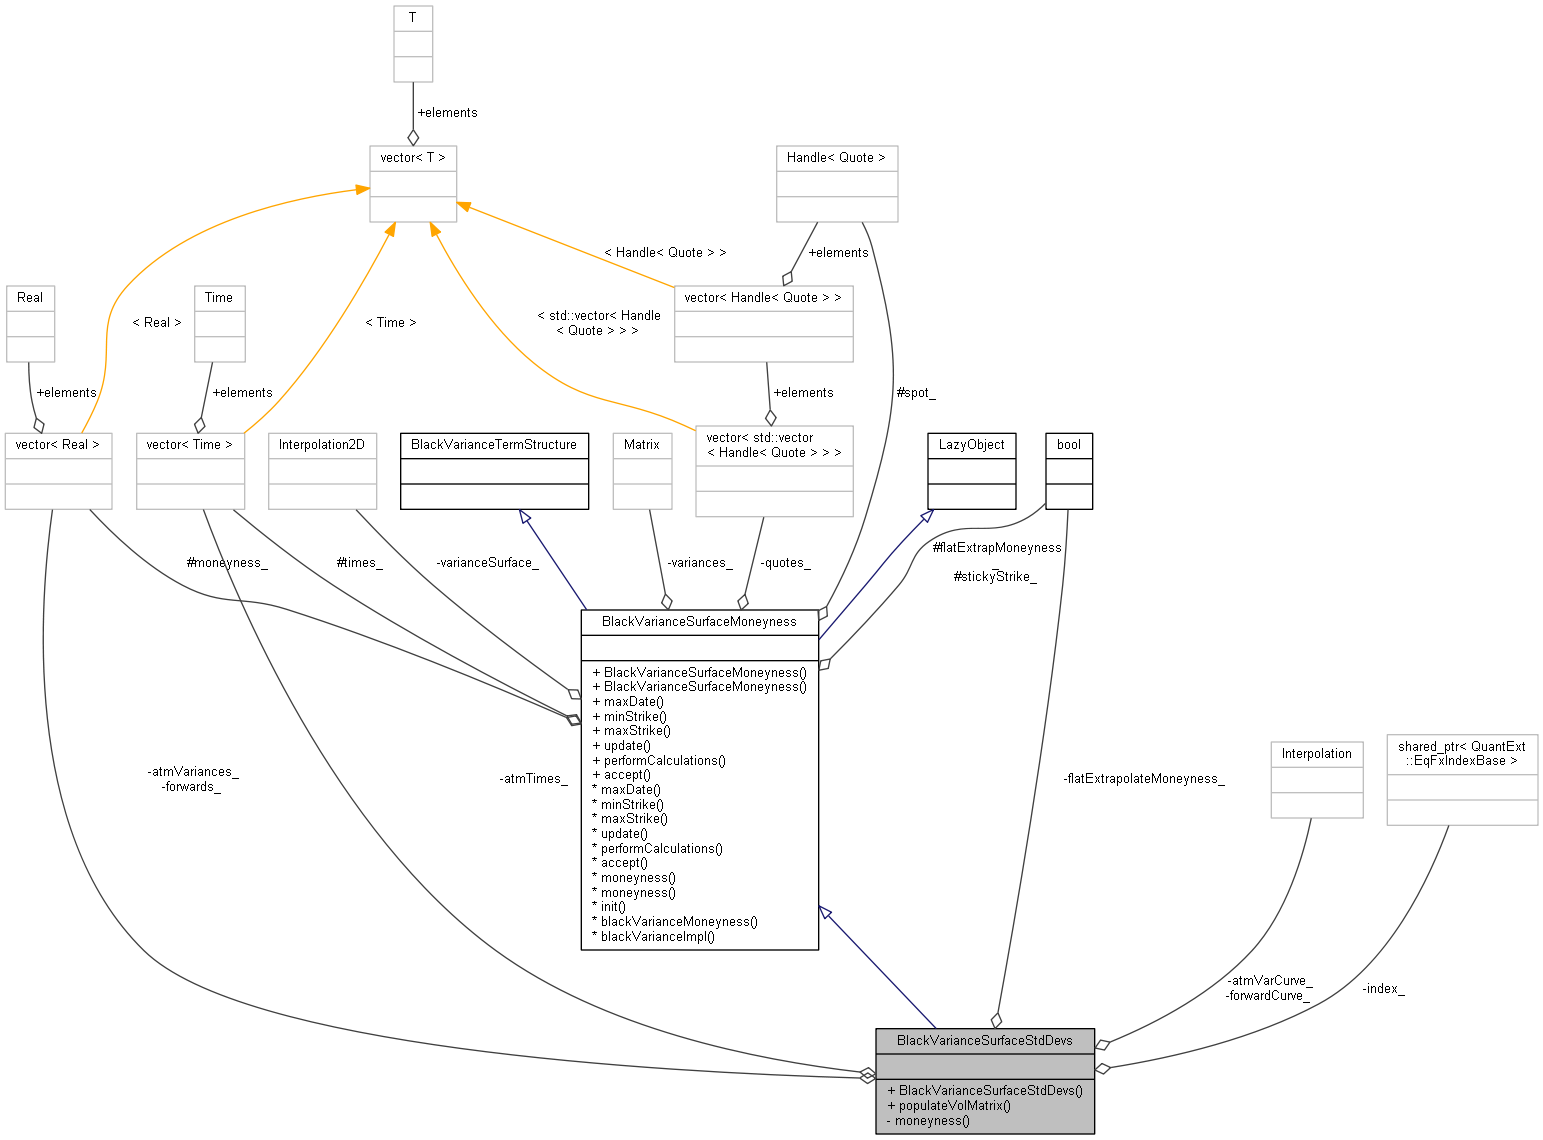 T
+elements
vector< T >
Handle< Quote >
< Handle< Quote > >
+elements
Real
Time
vector< Handle< Quote > >
< Real >
< Time >
< std::vector< Handle
< Quote > > >
+elements
+elements
+elements
#spot_
vector< Real >
vector< Time >
Interpolation2D
BlackVarianceTermStructure
Matrix
vector< std::vector
< Handle< Quote > > >
LazyObject
bool
#moneyness_
#times_
-varianceSurface_
-variances_
-quotes_
#flatExtrapMoneyness
_
#stickyStrike_
BlackVarianceSurfaceMoneyness
+ BlackVarianceSurfaceMoneyness()
+ BlackVarianceSurfaceMoneyness()
+ maxDate()
+ minStrike()
+ maxStrike()
+ update()
+ performCalculations()
+ accept()
* maxDate()
* minStrike()
* maxStrike()
* update()
* performCalculations()
* accept()
* moneyness()
* moneyness()
* init()
* blackVarianceMoneyness()
* blackVarianceImpl()
-atmVariances_
-forwards_
-atmTimes_
-flatExtrapolateMoneyness_
Interpolation
shared_ptr< QuantExt
::EqFxIndexBase >
-atmVarCurve_
-forwardCurve_
-index_
BlackVarianceSurfaceStdDevs
+ BlackVarianceSurfaceStdDevs()
+ populateVolMatrix()
- moneyness()